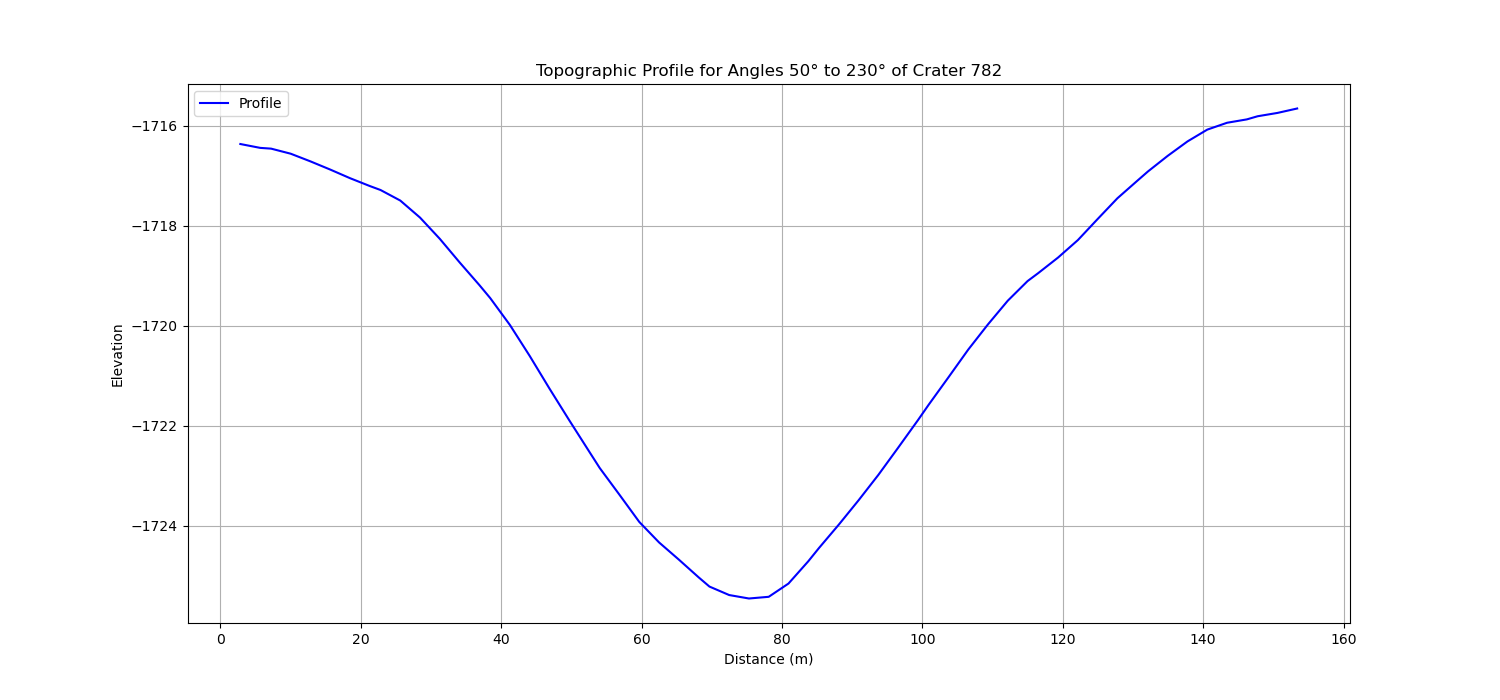 Topographic Profile for Angles 50° to 230° of Crater 782
Profile
−1716
−1718
−1720
−1722
−1724
Elevation
0 20 40 60 80 100 120 140 160
Distance (m)